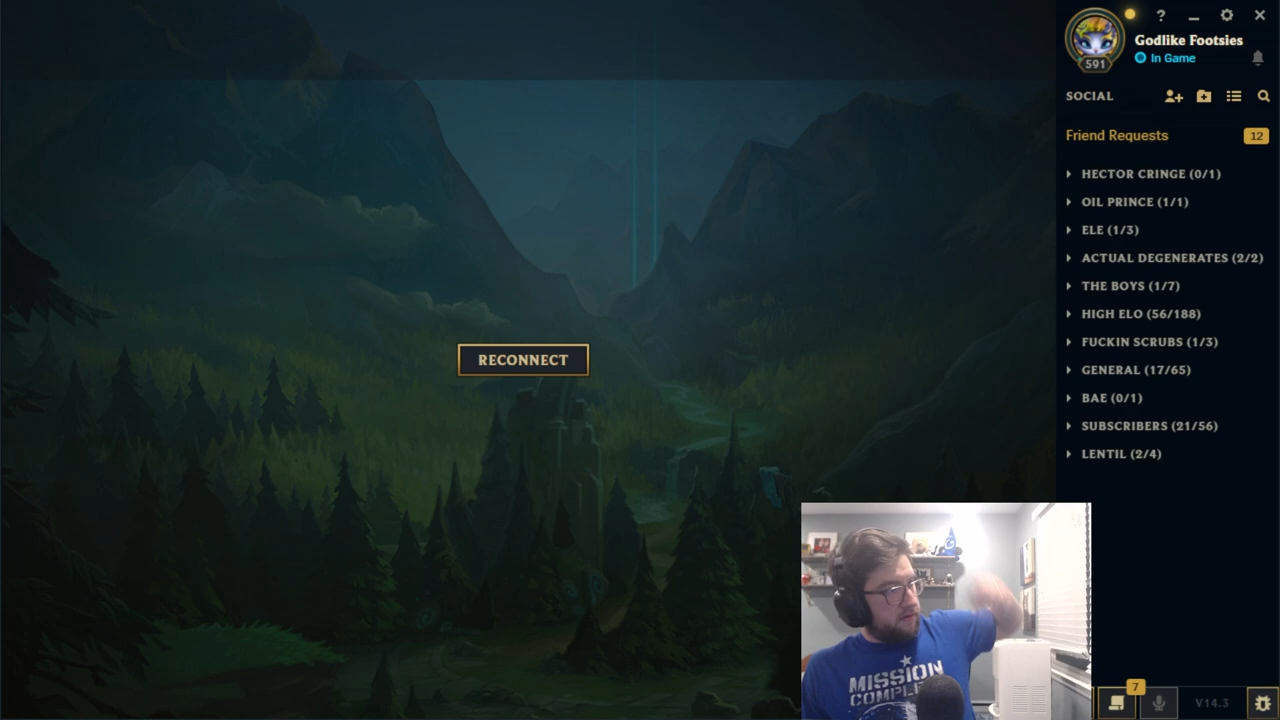 ?
Godlike Footsies
591
In Game
SOCIAL
Friend Requests
12
HECTOR CRINGE (0/1)
OIL PRINCE (1/1)
ELE (1/3)
ACTUAL DEGENERATES (2/2)
THE BOYS (1/7)
HIGH ELO (56/188)
RECONNECT
FUCKIN SCRUBS (1/3)
GENERAL (17/65)
BAE (0/1)
SUBSCRIBERS (21/56)
LENTIL (2/4)
MISSION
7
V14.3